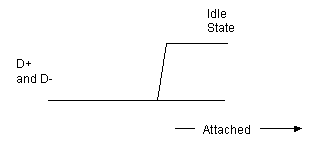 Idle
State
D+
and D-
Attached